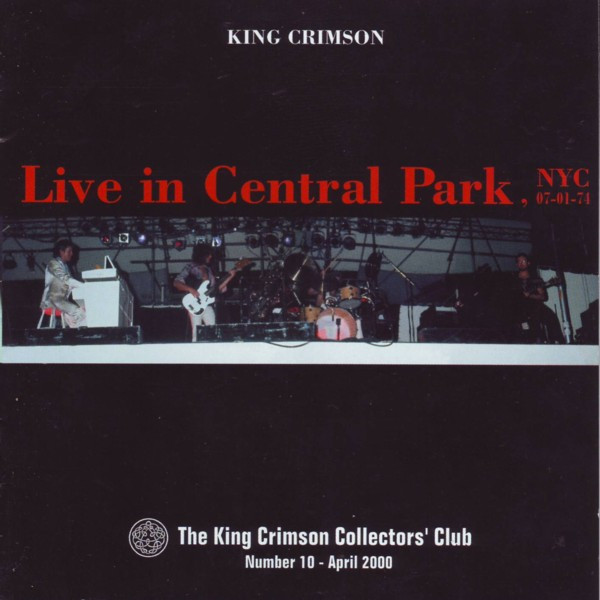 KING CRIMSON
Live in Central Park, NYC
07-01-74
The King Crimson Collectors' Club
Number 10 - April 2000